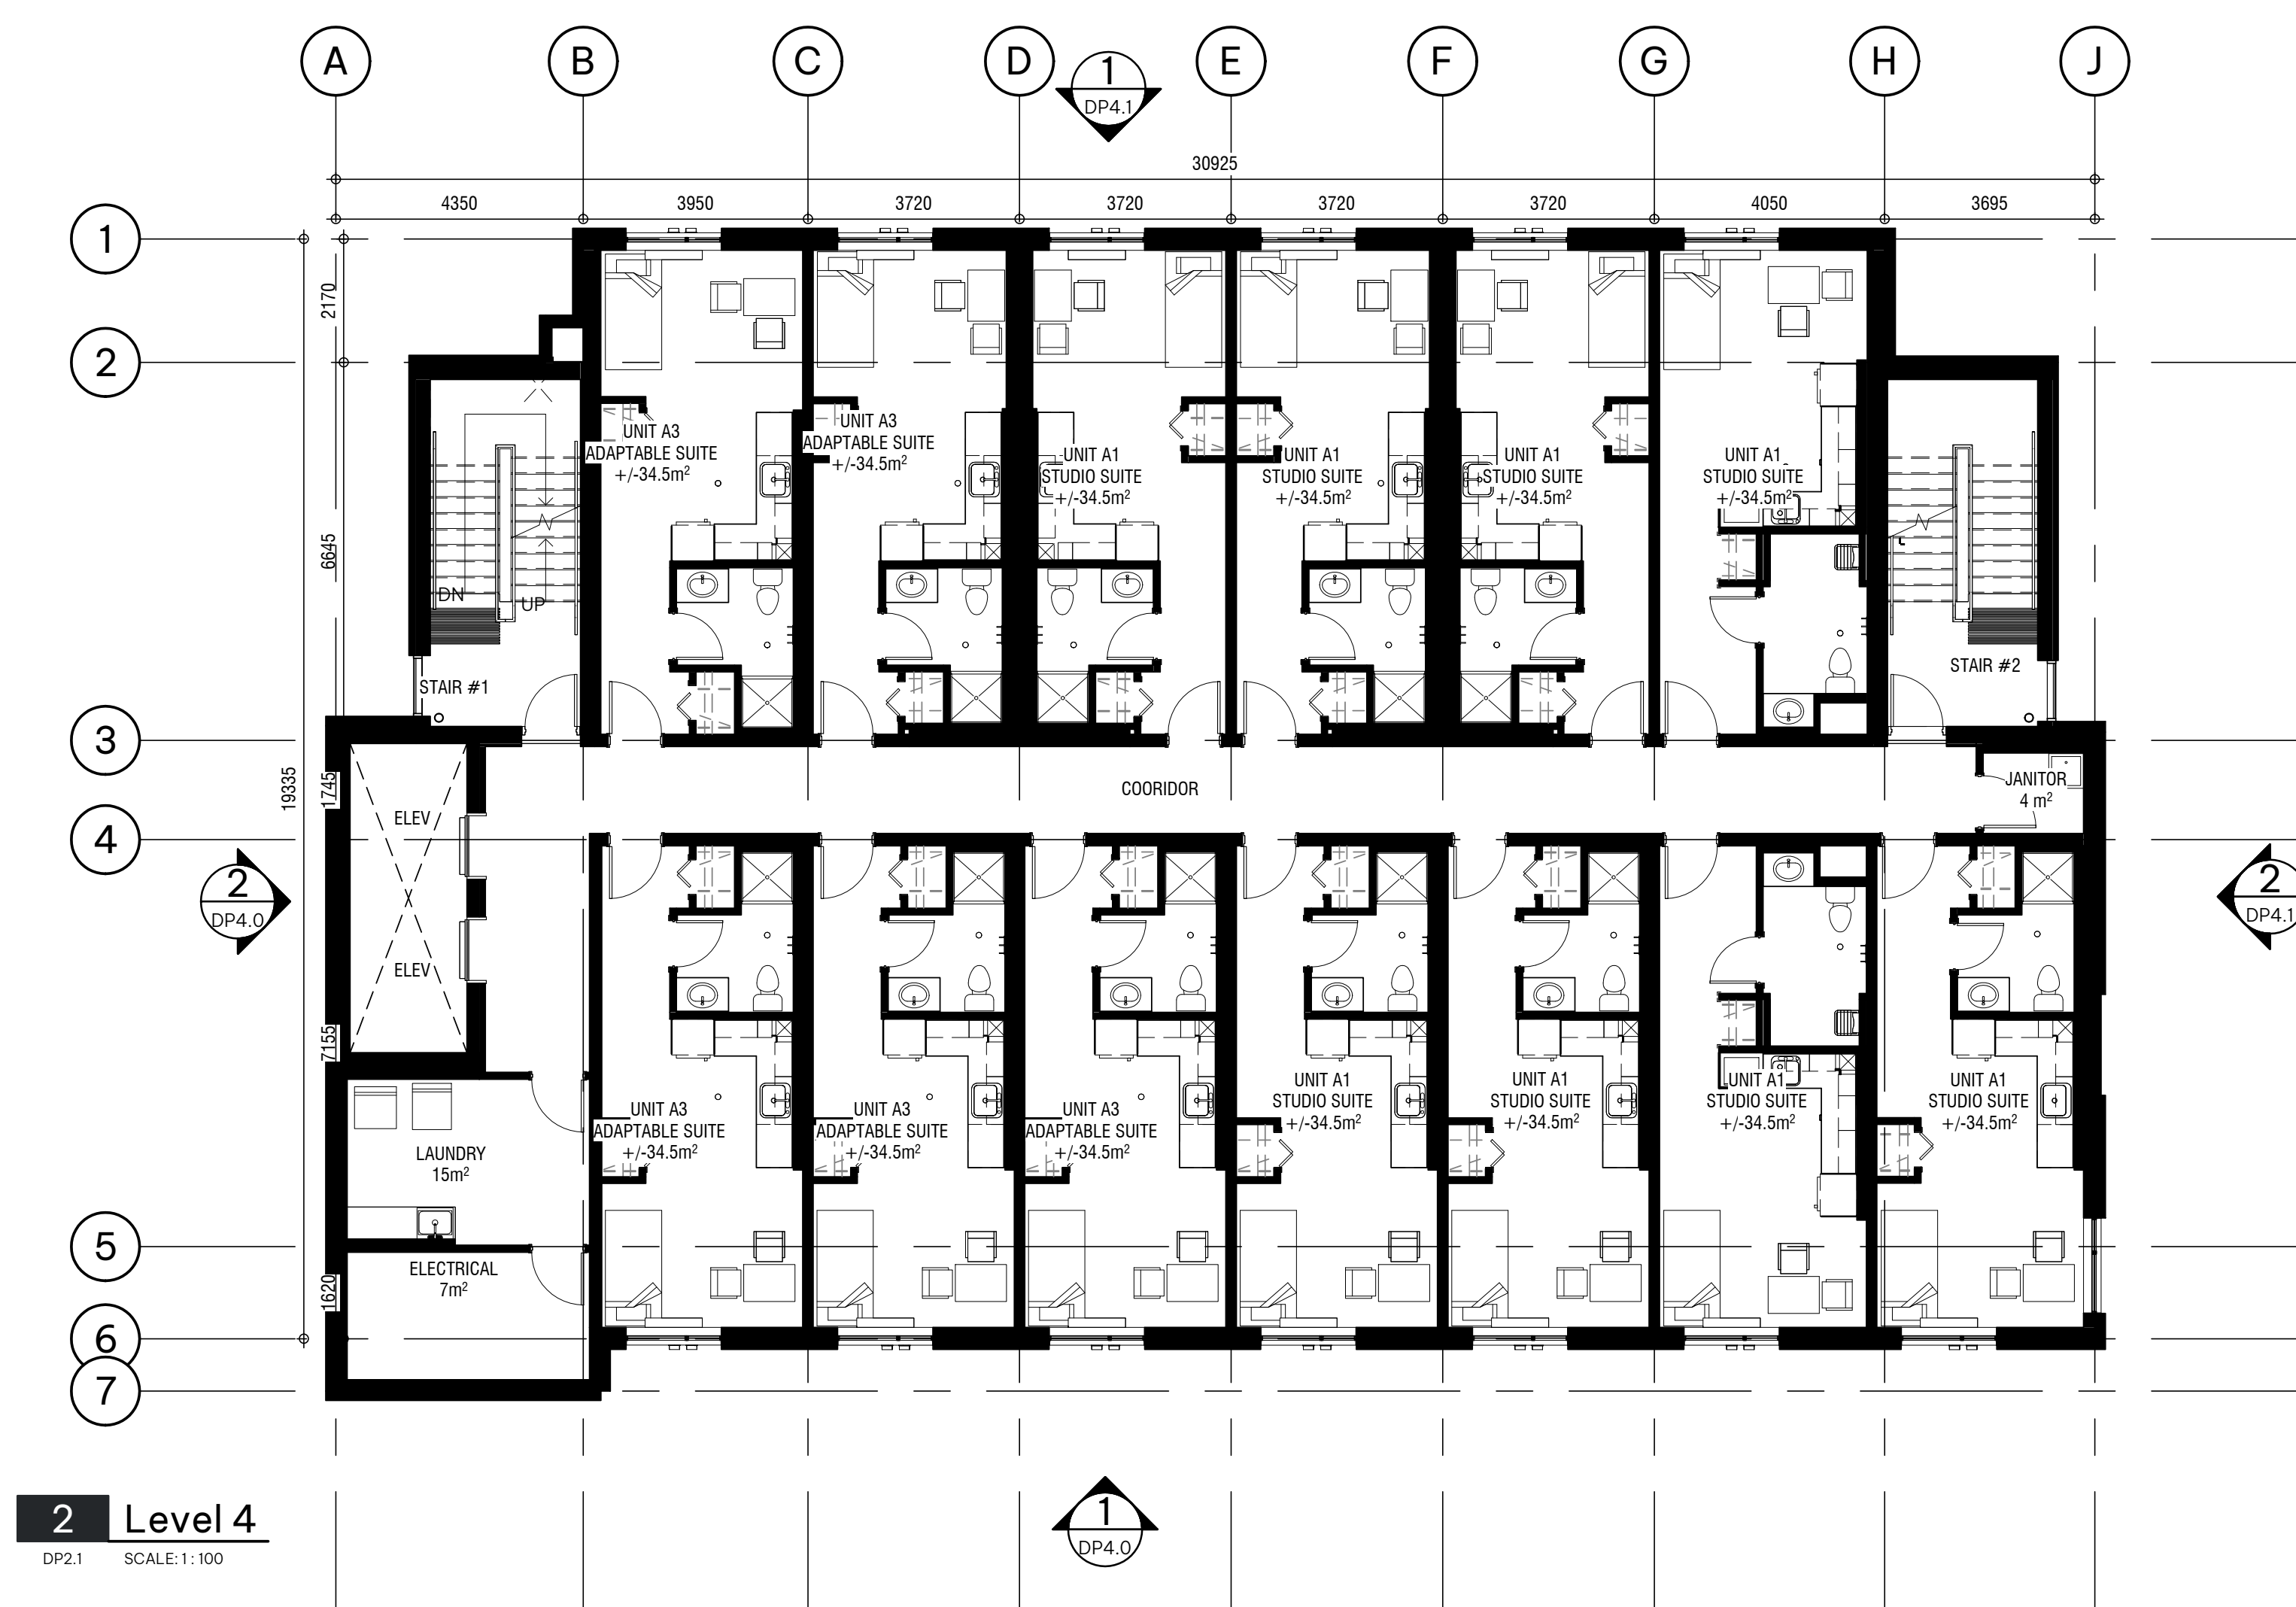 A B C D E F G H J
1
DP4.1
30925
4350 3950 3720 3720 3720 3720 4050 3695
1
2170
2
UNIT A3
ADAPTABLE SUITE
+/-34.5m²
UNIT A3
ADAPTABLE SUITE
+/-34.5m²
UNIT A1
STUDIO SUITE
+/-34.5m²
UNIT A1
STUDIO SUITE
+/-34.5m²
UNIT A1
STUDIO SUITE
+/-34.5m²
UNIT A1
STUDIO SUITE
+/-34.5m²
6645
DN
UP
STAIR #1
STAIR #2
3
1745
19335
COORIDOR
JANITOR
4 m²
ELEV
4
2
DP4.0
2
DP4.1
ELEV
7155
UNIT A3
ADAPTABLE SUITE
+/-34.5m²
UNIT A3
ADAPTABLE SUITE
+/-34.5m²
UNIT A3
ADAPTABLE SUITE
+/-34.5m²
UNIT A1
STUDIO SUITE
+/-34.5m²
UNIT A1
STUDIO SUITE
+/-34.5m²
UNIT A1
STUDIO SUITE
+/-34.5m²
UNIT A1
STUDIO SUITE
+/-34.5m²
LAUNDRY
15m²
5
ELECTRICAL
7m²
1620
6
7
1
DP4.0
2 Level 4
DP2.1 SCALE: 1 : 100